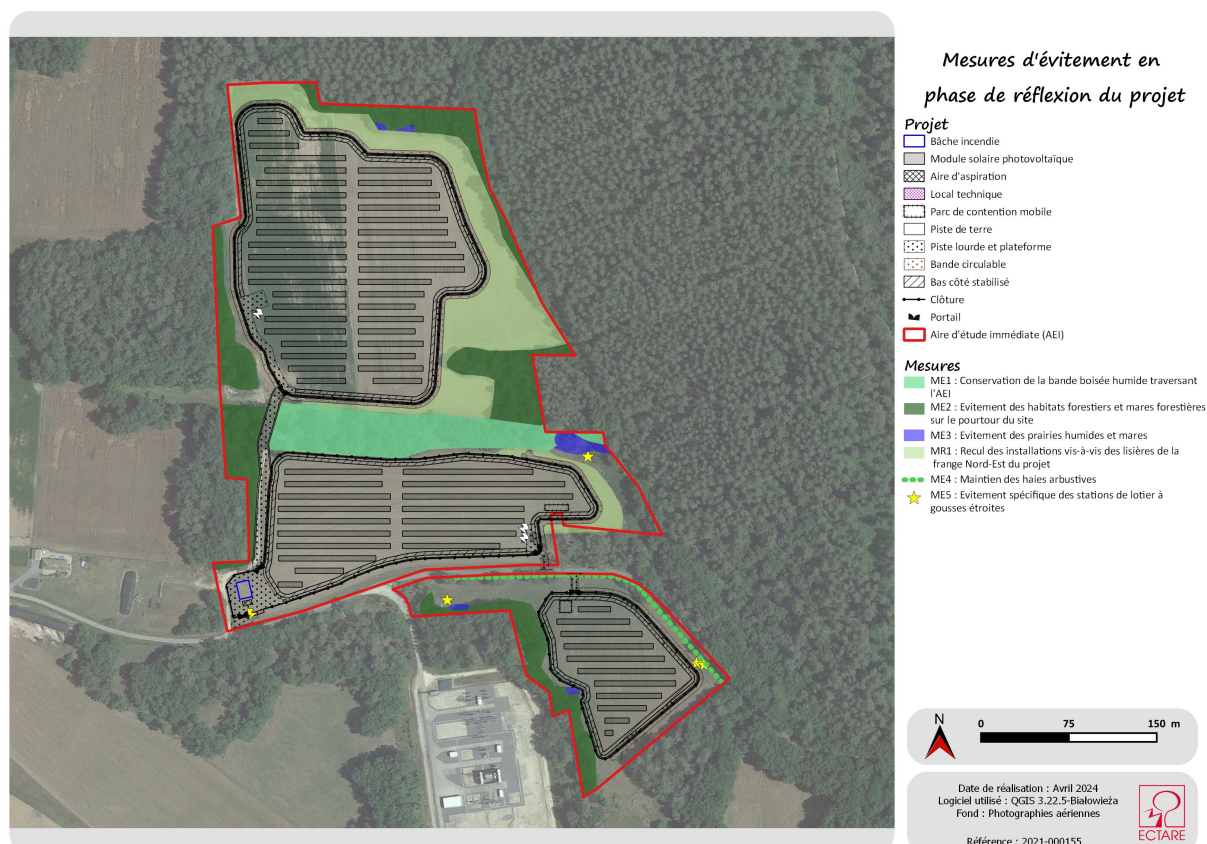 Mesures d'évitement en
phase de réflexion du projet
Projet
Bâche incendie
Module solaire photovoltaïque
Aire d'aspiration
Local technique
Parc de contention mobile
Piste de terre
Piste lourde et plateforme
Bande circulable
Bas côté stabilisé
Clôture
Portail
Aire d'étude immédiate (AEI)
Mesures
ME1 : Conservation de la bande boisée humide traversant
l'AEI
ME2 : Evitement des habitats forestiers et mares forestières
sur le pourtour du site
ME3 : Evitement des prairies humides et mares
MR1 : Recul des installations vis-à-vis des lisières de la
frange Nord-Est du projet
ME4 : Maintien des haies arbustives
ME5 : Evitement spécifique des stations de lotier à
gousses étroites
N
0 75 150 m
Date de réalisation : Avril 2024
Logiciel utilisé : QGIS 3.22.5-Białowieża
Fond : Photographies aériennes
Référence : 2021-000155
ECTARE